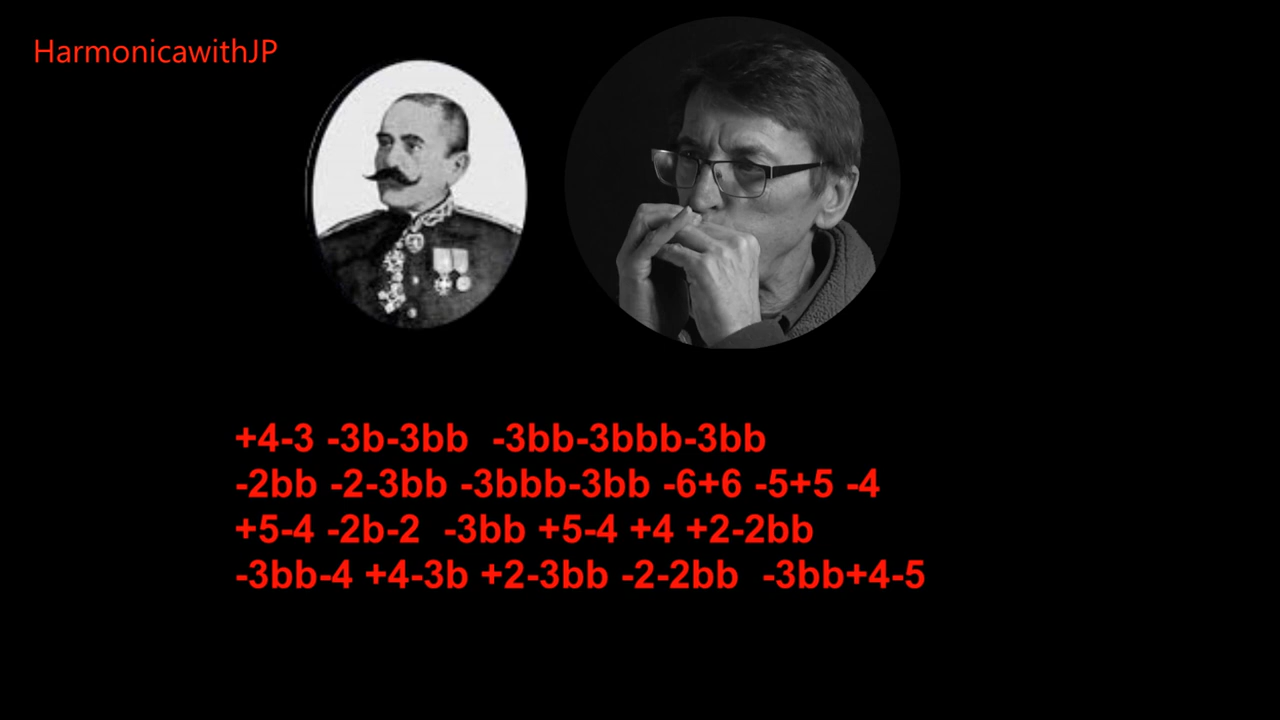 HarmonicawithJP
+4-3 -3b-3bb -3bb-3bbb-3bb
-2bb -2-3bb -3bbb-3bb -6+6 -5+5 -4
+5-4 -2b-2 -3bb +5-4 +4 +2-2bb
-3bb-4 +4-3b +2-3bb -2-2bb -3bb+4-5